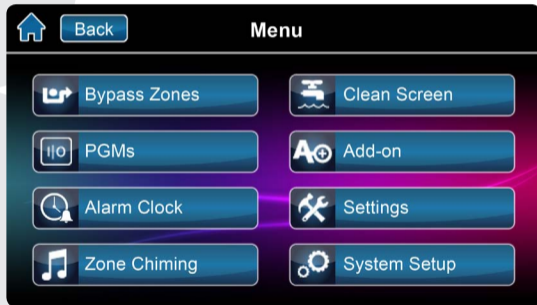 Back
Menu
Bypass Zones
Clean Screen
PGMs
Add-on
Alarm Clock
Settings
Zone Chiming
System Setup